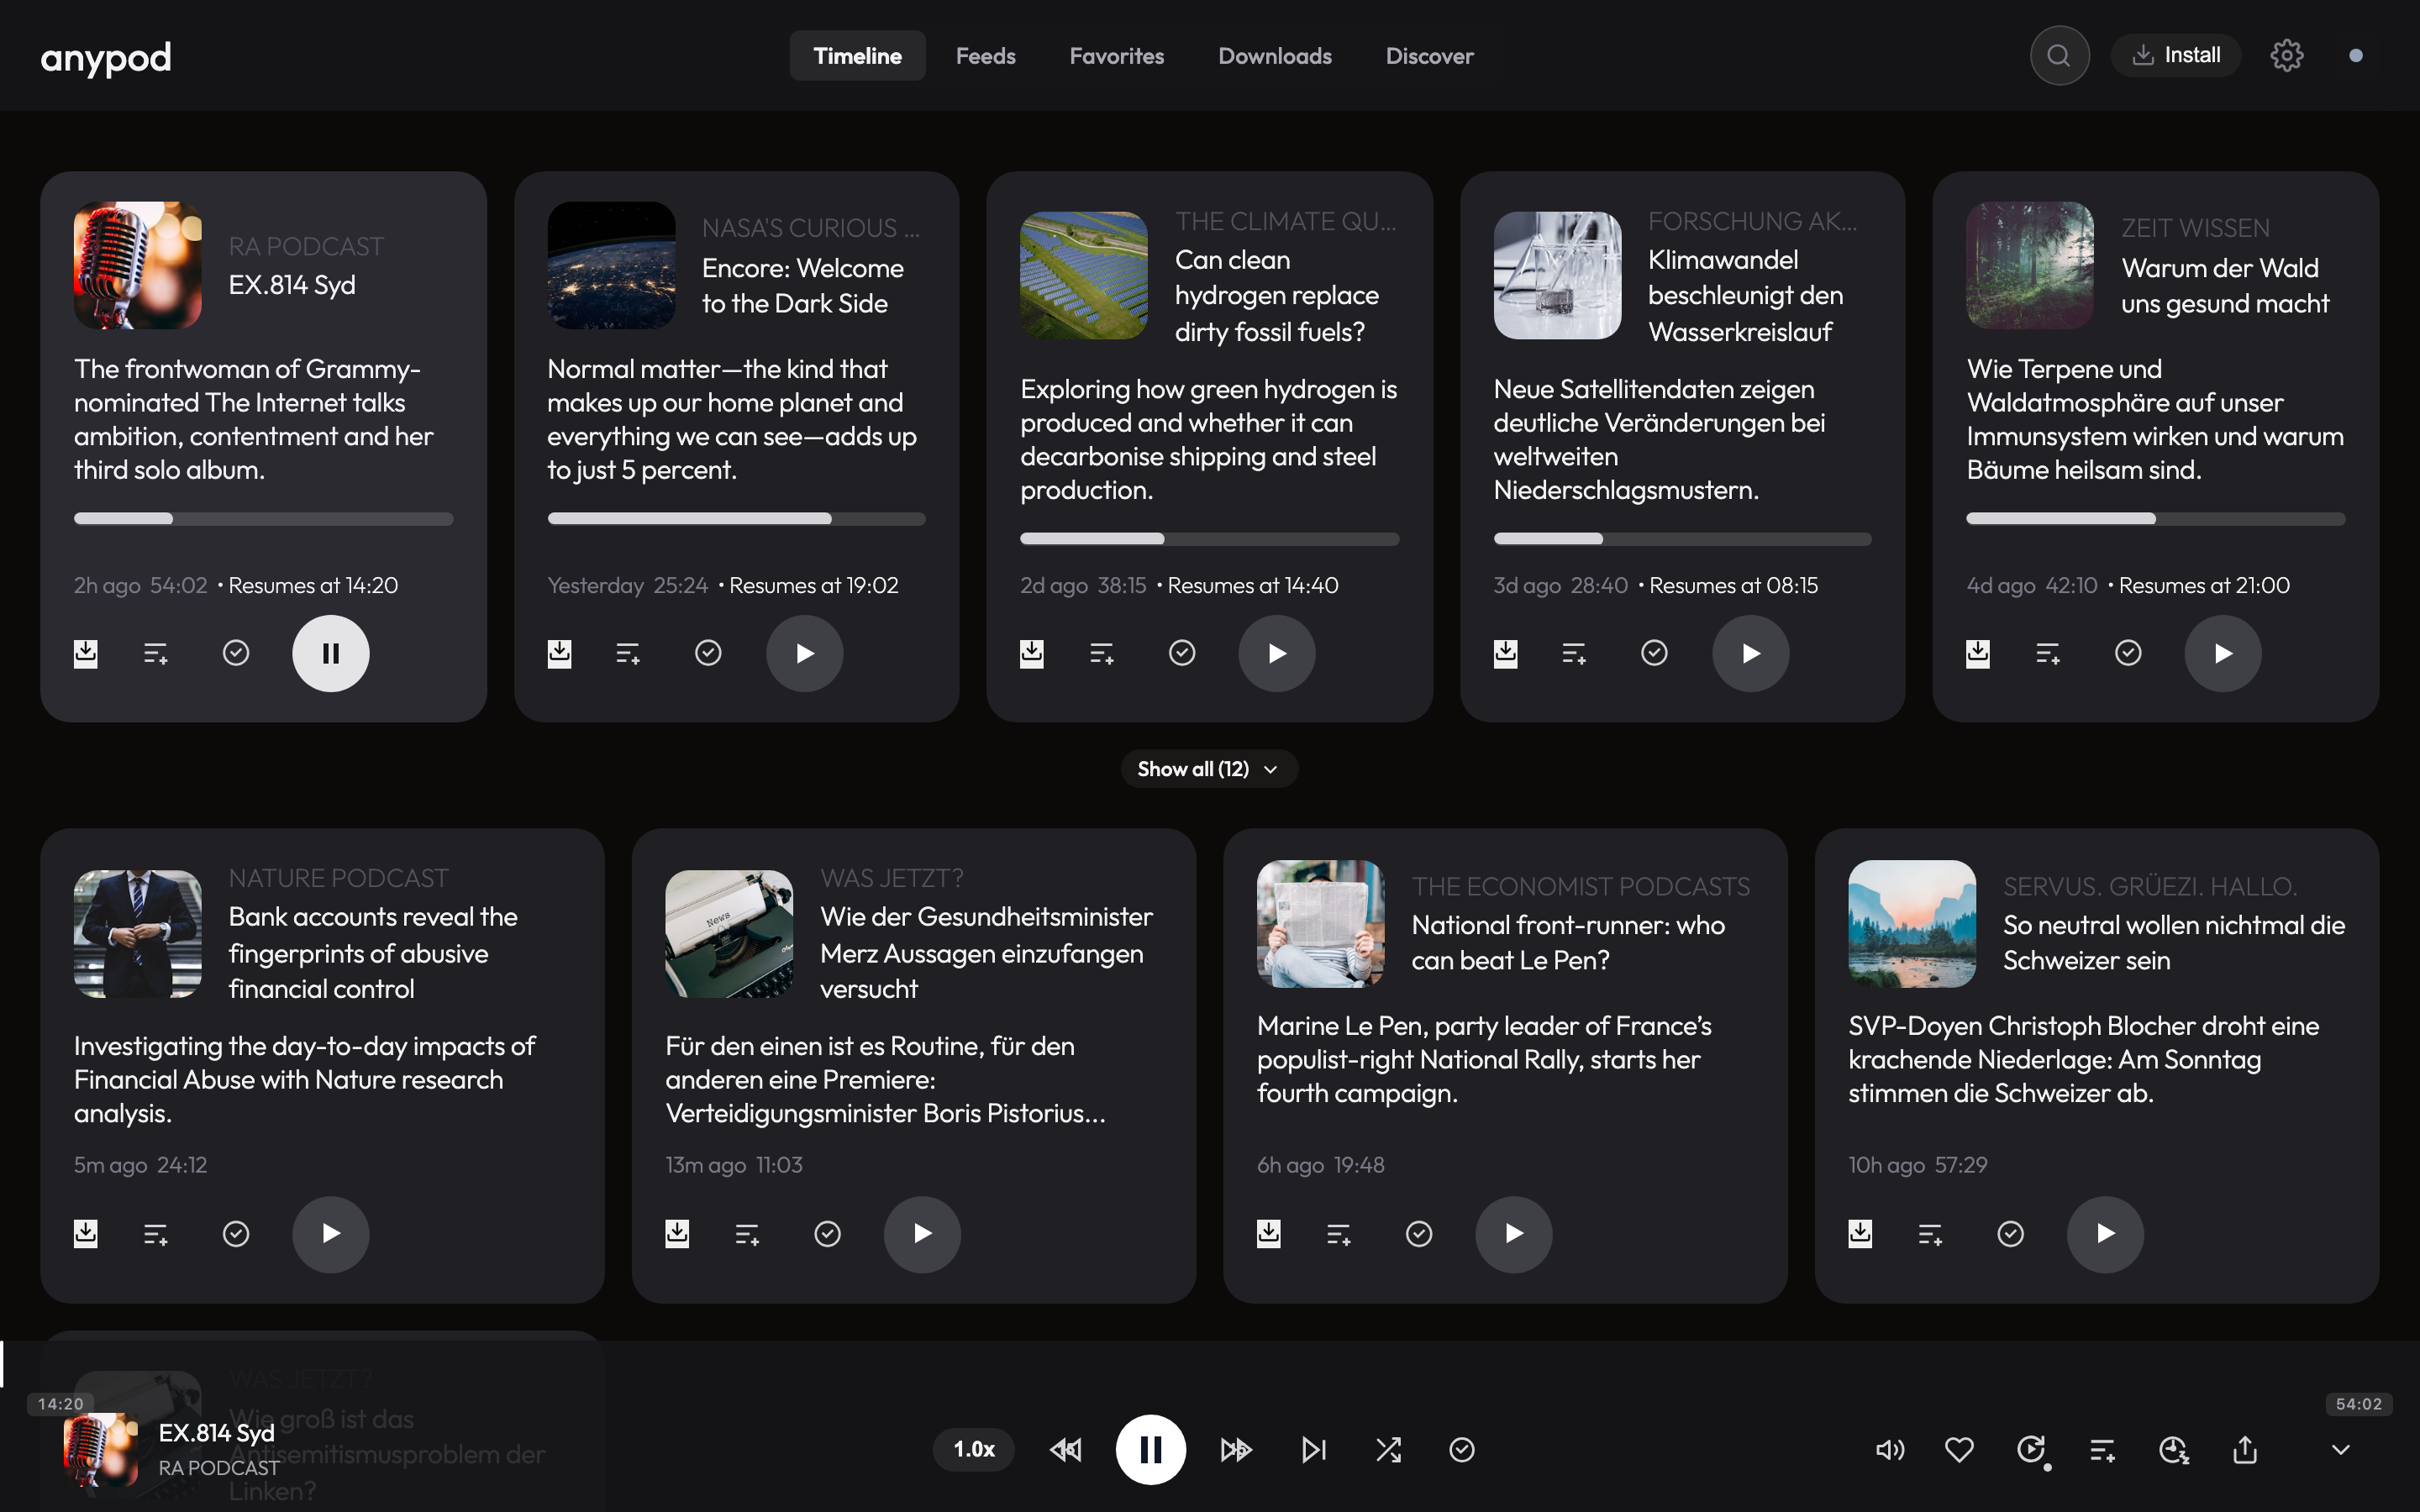 anypod
Timeline
Feeds
Favorites
Downloads
Discover
Install
RA PODCAST
EX.814 Syd
The frontwoman of Grammy-
nominated The Internet talks
ambition, contentment and her
third solo album.
2h ago 54:02 • Resumes at 14:20
NASA'S CURIOUS ...
Encore: Welcome
to the Dark Side
Normal matter—the kind that
makes up our home planet and
everything we can see—adds up
to just 5 percent.
Yesterday 25:24 • Resumes at 19:02
THE CLIMATE QU...
Can clean
hydrogen replace
dirty fossil fuels?
Exploring how green hydrogen is
produced and whether it can
decarbonise shipping and steel
production.
2d ago 38:15 • Resumes at 14:40
FORSCHUNG AK...
Klimawandel
beschleunigt den
Wasserkreislauf
Neue Satellitendaten zeigen
deutliche Veränderungen bei
weltweiten
Niederschlagsmustern.
3d ago 28:40 • Resumes at 08:15
ZEIT WISSEN
Warum der Wald
uns gesund macht
Wie Terpene und
Waldatmosphäre auf unser
Immunsystem wirken und warum
Bäume heilsam sind.
4d ago 42:10 • Resumes at 21:00
Show all (12)
NATURE PODCAST
Bank accounts reveal the
fingerprints of abusive
financial control
Investigating the day-to-day impacts of
Financial Abuse with Nature research
analysis.
5m ago 24:12
News
WAS JETZT?
Wie der Gesundheitsminister
Merz Aussagen einzufangen
versucht
Für den einen ist es Routine, für den
anderen eine Premiere:
Verteidigungsminister Boris Pistorius...
13m ago 11:03
THE ECONOMIST PODCASTS
National front-runner: who
can beat Le Pen?
Marine Le Pen, party leader of France's
populist-right National Rally, starts her
fourth campaign.
6h ago 19:48
SERVUS. GRÜEZI. HALLO.
So neutral wollen nichtmal die
Schweizer sein
SVP-Doyen Christoph Blocher droht eine
krachende Niederlage: Am Sonntag
stimmen die Schweizer ab.
10h ago 57:29
WAS JETZT?
Wie groß ist das
Antisemitismusproblem der
Linken?
14:20
EX.814 Syd
RA PODCAST
1.0x
54:02